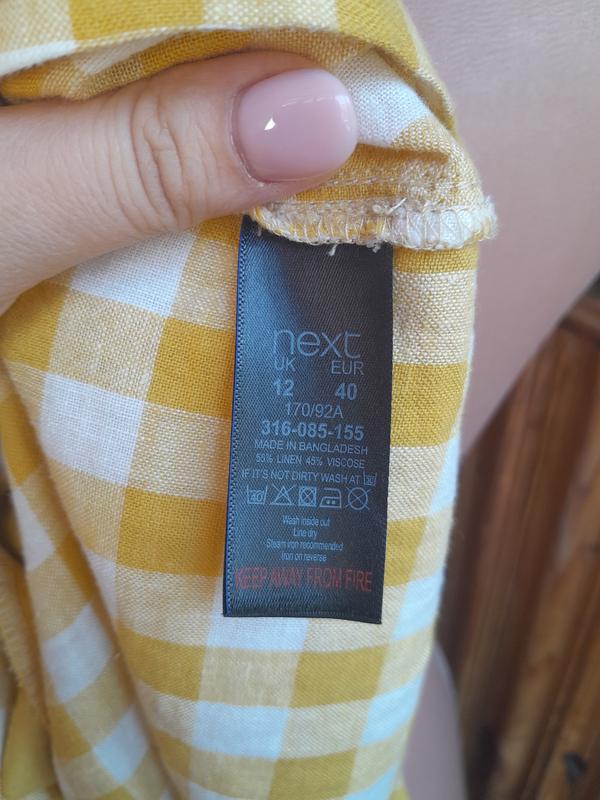 next
UK EUR
12 40
170/92A
316-085-155
MADE IN BANGLADESH
55% LINEN 45% VISCOSE
IF IT'S NOT DIRTY WASH AT 30
40
Wash inside out
Line dry
Steam iron recommended
Iron on reverse
KEEP AWAY FROM FIRE